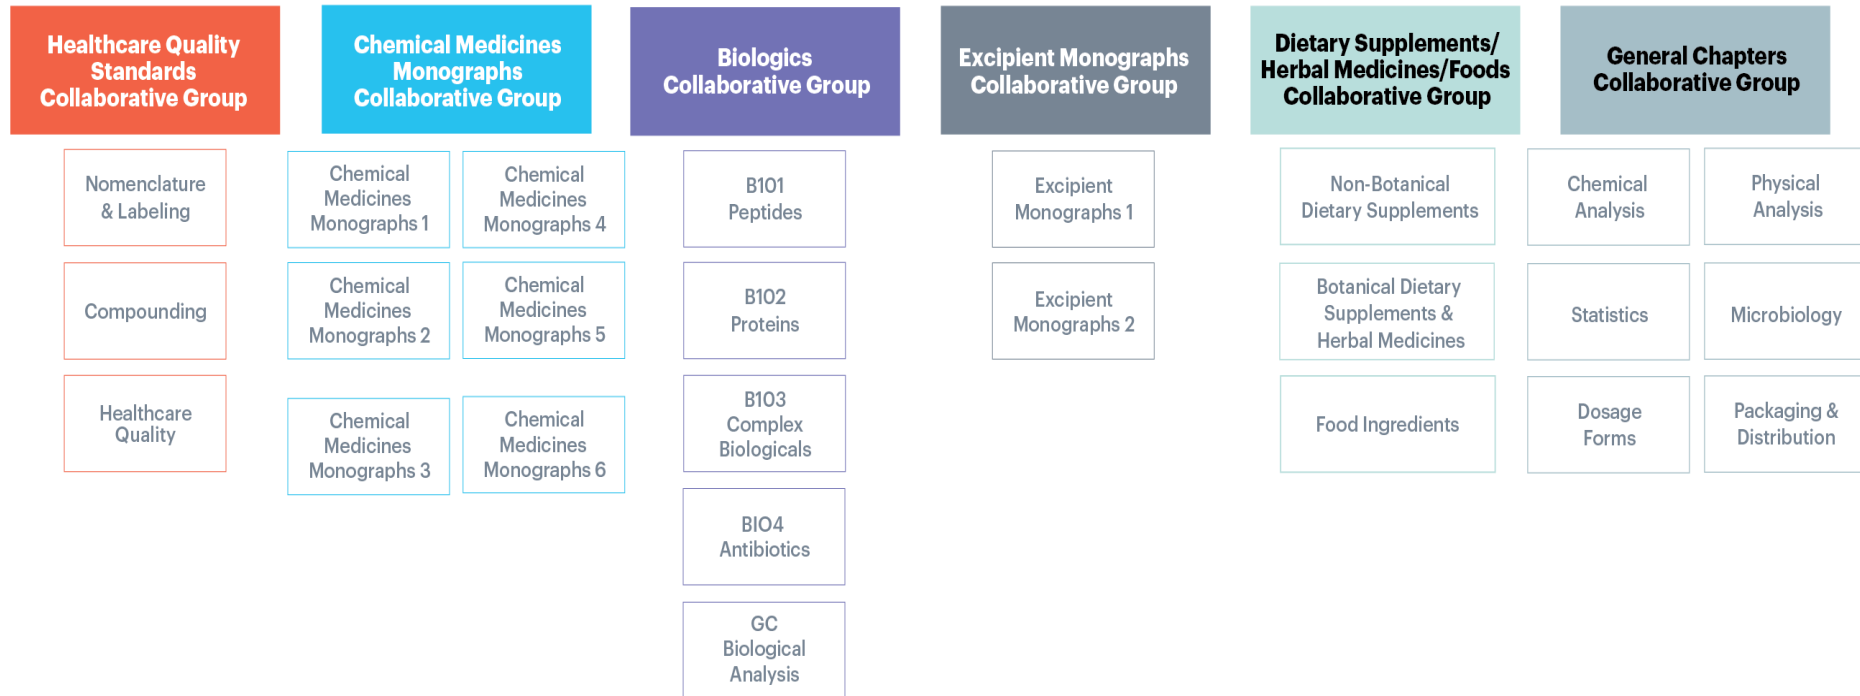 Healthcare Quality
Standards
Collaborative Group
Nomenclature
& Labeling
Compounding
Healthcare
Quality
Chemical Medicines
Monographs
Collaborative Group
Chemical
Medicines
Monographs 1
Chemical
Medicines
Monographs 4
Chemical
Medicines
Monographs 2
Chemical
Medicines
Monographs 5
Chemical
Medicines
Monographs 3
Chemical
Medicines
Monographs 6
Biologics
Collaborative Group
B101
Peptides
B102
Proteins
B103
Complex
Biologicals
BIO4
Antibiotics
GC
Biological
Analysis
Excipient Monographs
Collaborative Group
Excipient
Monographs 1
Excipient
Monographs 2
Dietary Supplements/
Herbal Medicines/Foods
Collaborative Group
Non-Botanical
Dietary Supplements
Botanical Dietary
Supplements &
Herbal Medicines
Food Ingredients
General Chapters
Collaborative Group
Chemical
Analysis
Physical
Analysis
Statistics
Microbiology
Dosage
Forms
Packaging &
Distribution